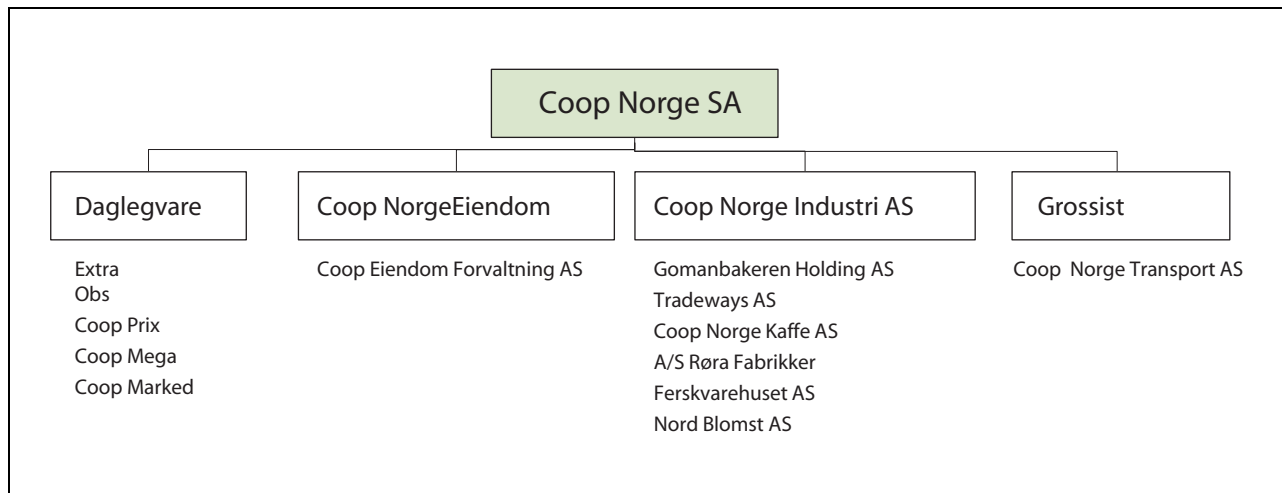 Coop Norge SA
Daglegvare
Extra
Obs
Coop Prix
Coop Mega
Coop Marked
Coop NorgeEiendom
Coop Eiendom Forvaltning AS
Coop Norge Industri AS
Gomanbakeren Holding AS
Tradeways AS
Coop Norge Kaffe AS
A/S Røra Fabrikker
Ferskvarehuset AS
Nord Blomst AS
Grossist
Coop Norge Transport AS